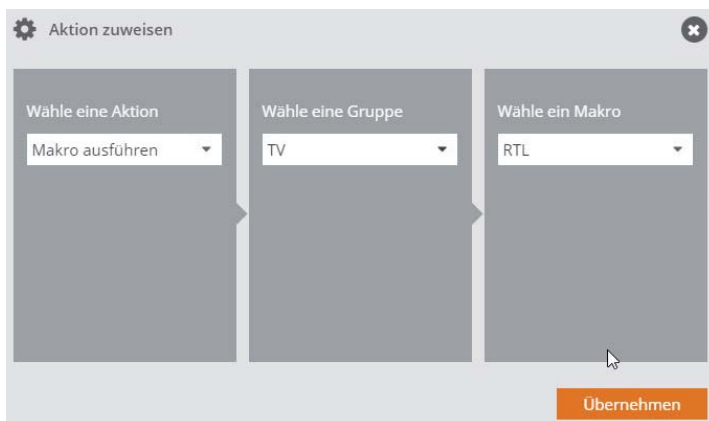 Aktion zuweisen
Wähle eine Aktion
Makro ausführen
Wähle eine Gruppe
TV
Wähle ein Makro
RTL
Übernehmen